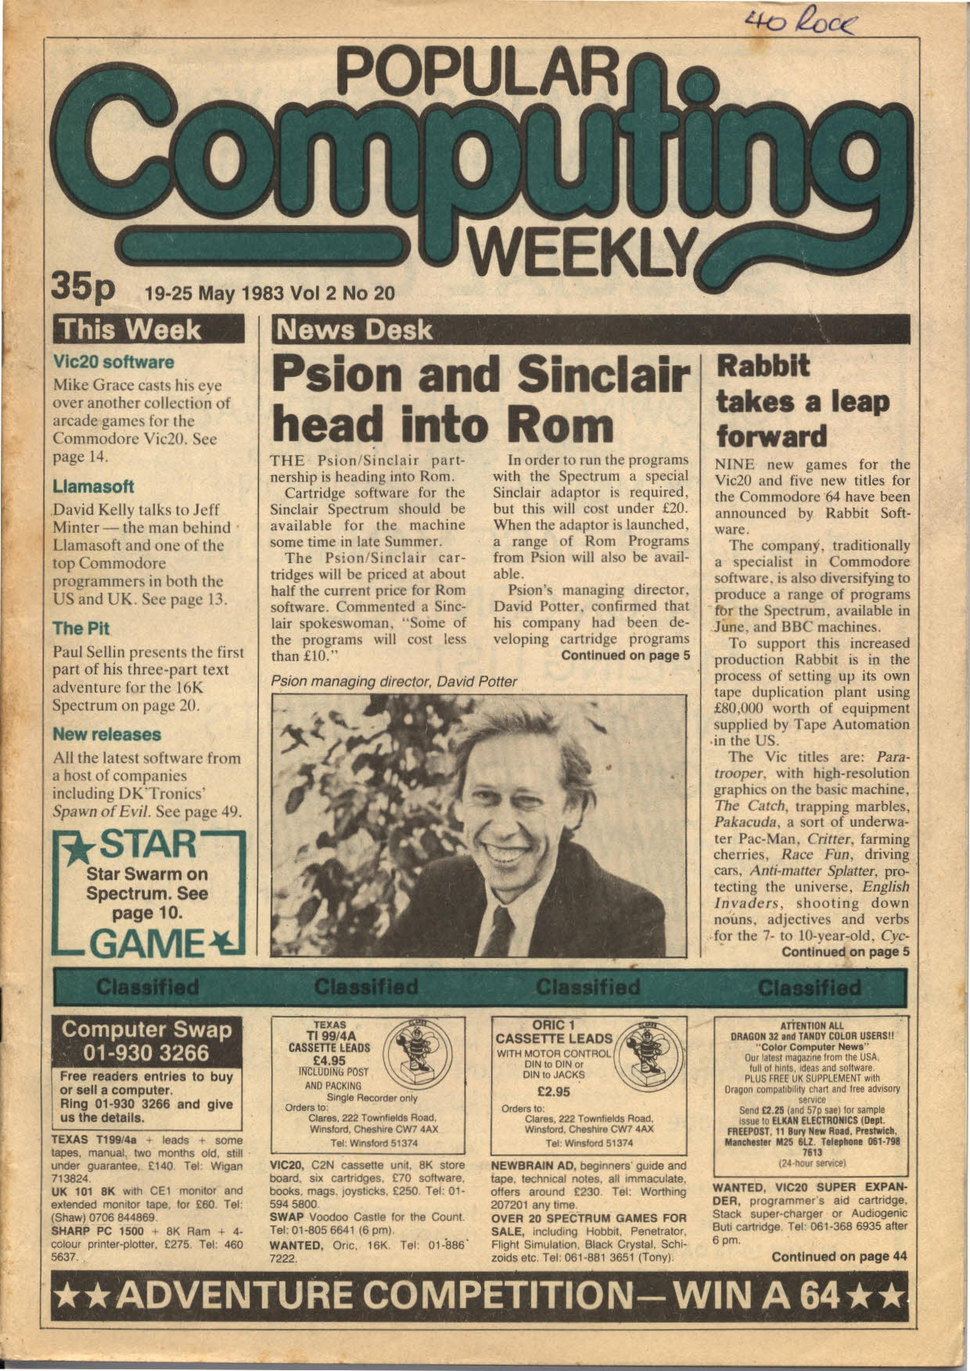 40 Rock
POPULAR
Computing
WEEKLY
35p
19-25 May 1983 Vol 2 No 20
This Week
Vic20 software
Mike Grace casts his eye
over another collection of
arcade games for the
Commodore Vic20. See
page 14.
Llamasoft
David Kelly talks to Jeff
Minter — the man behind
Llamasoft and one of the
top Commodore
programmers in both the
US and UK. See page 13.
The Pit
Paul Sellin presents the first
part of his three-part text
adventure for the 16K
Spectrum on page 20.
New releases
All the latest software from
a host of companies
including DK'Tronics'
Spawn of Evil. See page 49.
STAR
Star Swarm on
Spectrum. See
page 10.
GAME
News Desk
Psion and Sinclair
head into Rom
THE Psion/Sinclair part-
nership is heading into Rom.
Cartridge software for the
Sinclair Spectrum should be
available for the machine
some time in late Summer.
The Psion/Sinclair car-
tridges will be priced at about
half the current price for Rom
software. Commented a Sinc-
lair spokeswoman, "Some of
the programs will cost less
than £10."
In order to run the programs
with the Spectrum a special
Sinclair adaptor is required,
but this will cost under £20.
When the adaptor is launched,
a range of Rom Programs
from Psion will also be avail-
able.
Psion's managing director,
David Potter, confirmed that
his company had been de-
veloping cartridge programs
Continued on page 5
Psion managing director, David Potter
Rabbit
takes a leap
forward
NINE new games for the
Vic20 and five new titles for
the Commodore 64 have been
announced by Rabbit Soft-
ware.
The company, traditionally
a specialist in Commodore
software, is also diversifying to
produce a range of programs
for the Spectrum, available in
June, and BBC machines.
To support this increased
production Rabbit is in the
process of setting up its own
tape duplication plant using
£80,000 worth of equipment
supplied by Tape Automation
in the US.
The Vic titles are: Para-
trooper, with high-resolution
graphics on the basic machine,
The Catch, trapping marbles,
Pakacuda, a sort of underwa-
ter Pac-Man, Critter, farming
cherries, Race Fun, driving
cars, Anti-matter Splatter, pro-
tecting the universe, English
Invaders, shooting down
nouns, adjectives and verbs
for the 7- to 10-year-old, Cyc-
Continued on page 5
Classified Classified Classified Classified
Computer Swap
01-930 3266
Free readers entries to buy
or sell a computer.
Ring 01-930 3266 and give
us the details.
TEXAS T199/4a + leads + some
tapes, manual, two months old, still
under guarantee, £140. Tel: Wigan
713824.
UK 101 8K with CE1 monitor and
extended monitor tape, for £60. Tel:
(Shaw) 0706 844869.
SHARP PC 1500 + 8K Ram + 4-
colour printer-plotter, £275. Tel: 460
5637.
TEXAS
TI 99/4A
CASSETTE LEADS
£4.95
INCLUDING POST
AND PACKING
Single Recorder only
Orders to:
Clares, 222 Townfields Road,
Winsford, Cheshire CW7 4AX
Tel: Winsford 51374
VIC20, C2N cassette unit, 8K store
board, six cartridges, £70 software,
books, mags, joysticks, £250. Tel: 01-
594 5800.
SWAP Voodoo Castle for the Count.
Tel: 01-805 6641 (6 pm).
WANTED, Oric, 16K. Tel: 01-886
7222.
ORIC 1
CASSETTE LEADS
WITH MOTOR CONTROL
DIN to DIN or
DIN to JACKS
£2.95
Orders to:
Clares, 222 Townfields Road,
Winsford, Cheshire CW7 4AX
Tel: Winsford 51374
NEWBRAIN AD, beginners' guide and
tape, technical notes, all immaculate,
offers around £230. Tel: Worthing
207201 any time.
OVER 20 SPECTRUM GAMES FOR
SALE, including Hobbit, Penetrator,
Flight Simulation, Black Crystal, Schi-
zoids etc. Tel: 061-881 3651 (Tony).
ATTENTION ALL
DRAGON 32 and TANDY COLOR USERS!!
"Color Computer News"
Our latest magazine from the USA,
full of hints, ideas and software.
PLUS FREE UK SUPPLEMENT with
Dragon compatibility chart and free advisory
service
Send £2.25 (and 57p sae) for sample
issue to ELKAN ELECTRONICS (Dept.
FREEPOST, 11 Bury New Road, Prestwich,
Manchester M25 6LZ. Telephone 061-798
7613
(24-hour service)
WANTED, VIC20 SUPER EXPAN-
DER, programmer's aid cartridge,
Stack super-charger or Audiogenic
Buti cartridge. Tel: 061-368 6935 after
6 pm.
Continued on page 44
★★ADVENTURE COMPETITION—WIN A 64★★